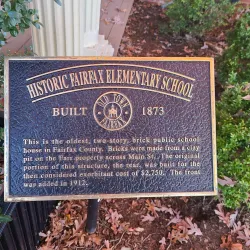 HISTORIC FAIRFAX ELEMENTARY SCHOOL
BUILT 1873
This is the oldest, two-story, brick public school
house in Fairfax County. Bricks were made from a clay
pit on the Farr property across Main St. The original
portion of this structure, the rear, was built for the
then considered exorbitant cost of $2,750. The front
was added in 1912.